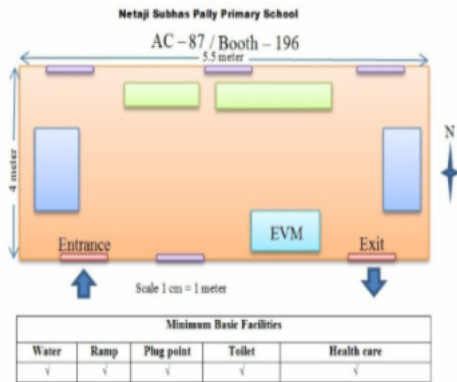 Netaji Subhas Pally Primary School
AC – 87 / Booth – 196
5.5 meter
4 meter
N
EVM
Entrance
Exit
Scale 1 cm = 1 meter
Minimum Basic Facilities
Water Ramp Plug point Toilet Health care
√ √ √ √ √